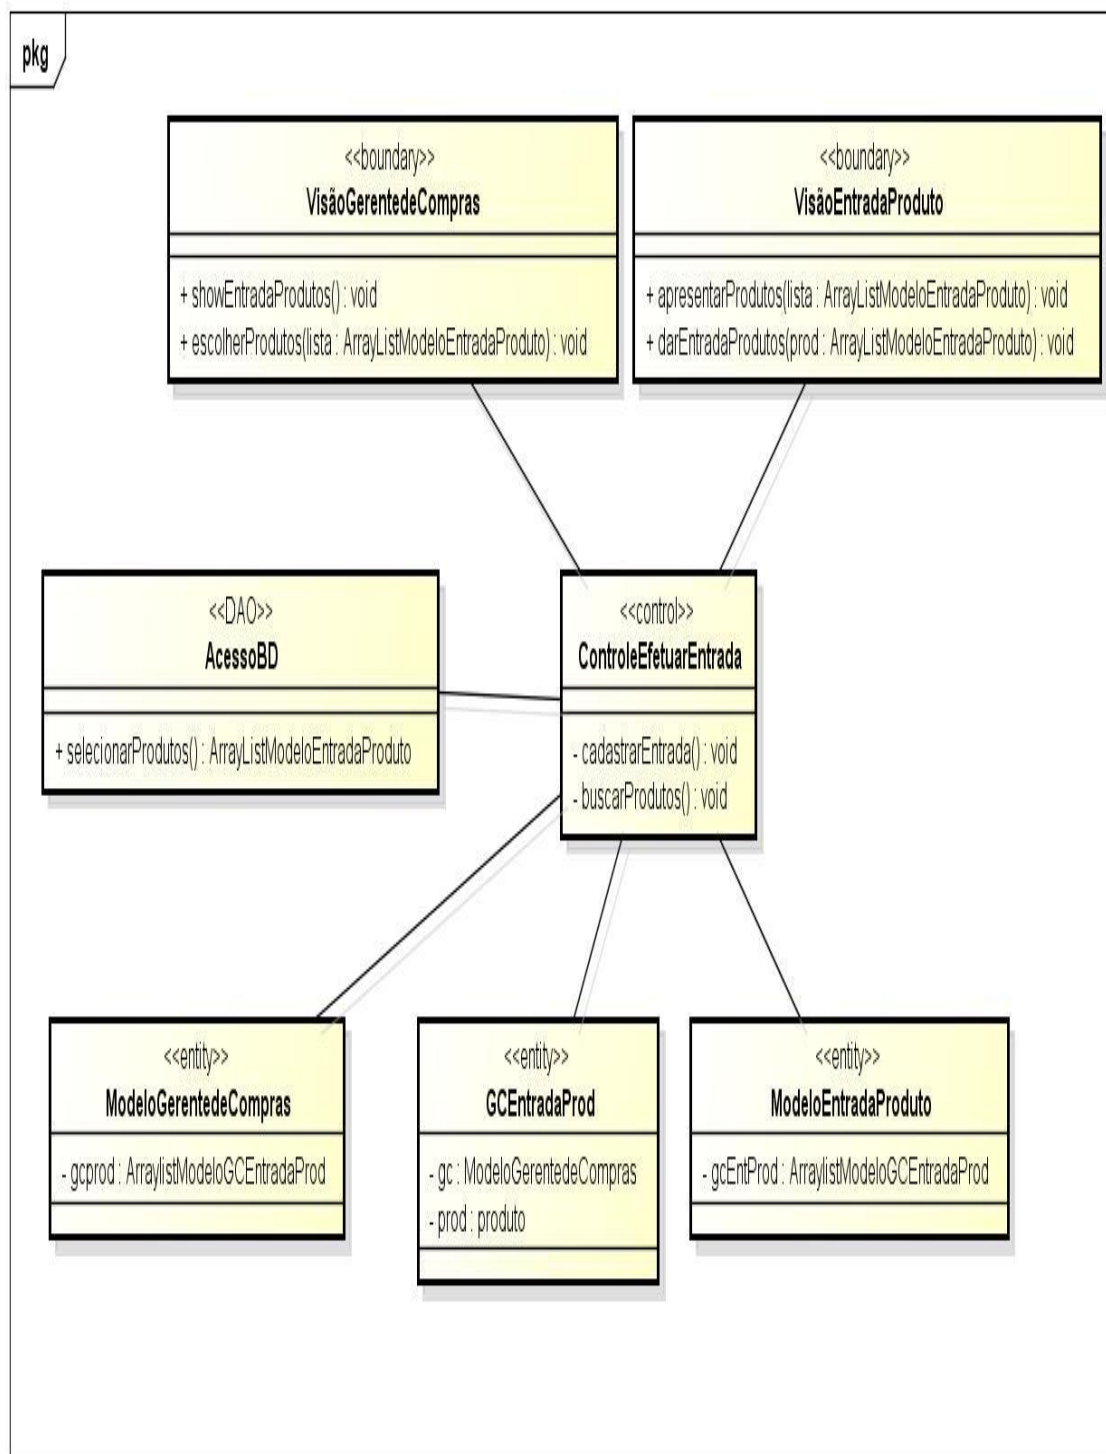 pkg
<<boundary>>
VisãoGerentedeCompras
+ showEntradaProdutos() : void
+ escolherProdutos(lista : ArrayListModeloEntradaProduto) : void
<<boundary>>
VisãoEntradaProduto
+ apresentarProdutos(lista : ArrayListModeloEntradaProduto) : void
+ darEntradaProdutos(prod : ArrayListModeloEntradaProduto) : void
<<DAO>>
AcessoBD
+ selecionarProdutos() : ArrayListModeloEntradaProduto
<<control>>
ControleEfetuarEntrada
- cadastrarEntrada() : void
- buscarProdutos() : void
<<entity>>
ModeloGerentedeCompras
- gcprod : ArraylistModeloGCEntradaProd
<<entity>>
GCEntradaProd
- gc : ModeloGerentedeCompras
- prod : produto
<<entity>>
ModeloEntradaProduto
- gcEntProd : ArraylistModeloGCEntradaProd